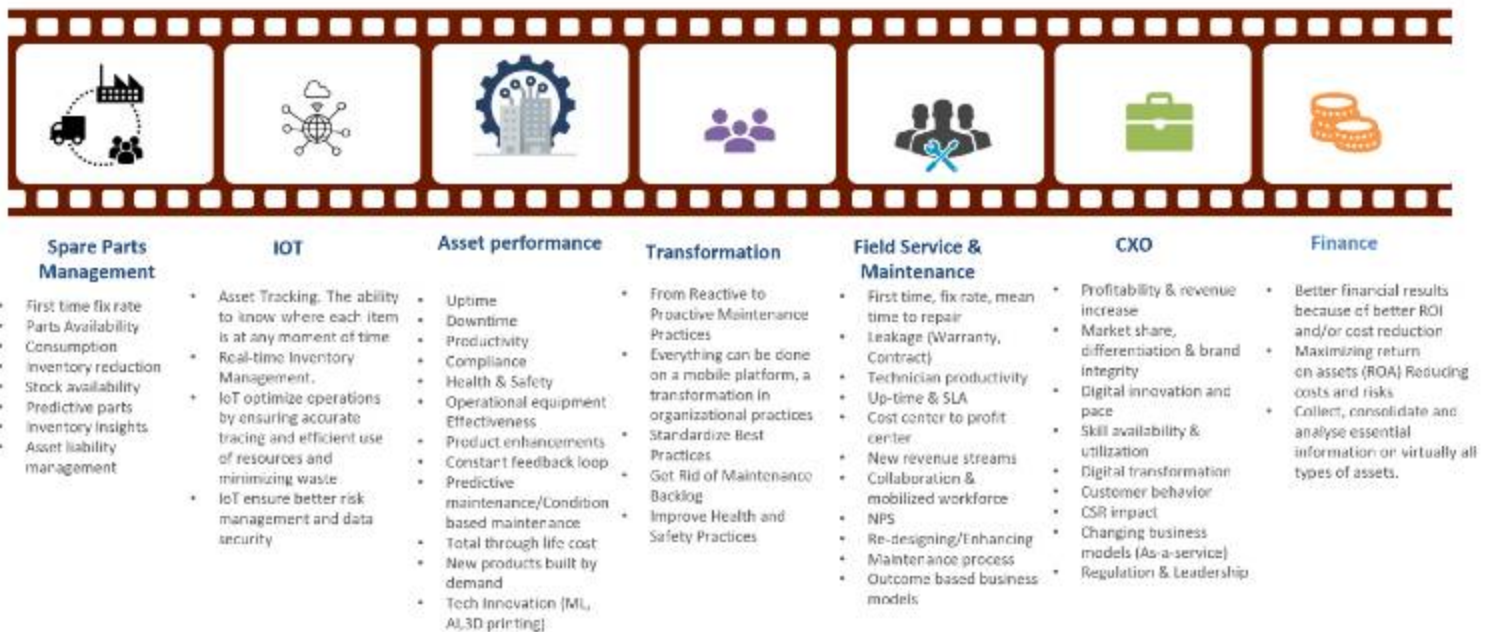 Spare Parts
Management
First time fix rate
Parts Availability
Consumption
Inventory reduction
Stock availability
Predictive parts
Inventory insights
Asset liability
management
IOT
Asset Tracking. The ability
to know where each item
is at any moment of time
Real-time Inventory
Management.
IoT optimize operations
by ensuring accurate
tracing and efficient use
of resources and
minimizing waste
IoT ensure better risk
management and data
security
Asset performance
Uptime
Downtime
Productivity
Compliance
Health & Safety
Operational equipment
Effectiveness
Product enhancements
Constant feedback loop
Predictive
maintenance/Condition
based maintenance
Total through life cost
New products built by
demand
Tech Innovation (ML,
AI,3D printing)
Transformation
From Reactive to
Proactive Maintenance
Practices
Everything can be done
on a mobile platform, a
transformation in
organizational practices
Standardize Best
Practices
Get Rid of Maintenance
Backlog
Improve Health and
Safety Practices
Field Service &
Maintenance
First time, fix rate, mean
time to repair
Leakage (Warranty,
Contract)
Technician productivity
Up-time & SLA
Cost center to profit
center
New revenue streams
Collaboration &
mobilized workforce
NPS
Re-designing/Enhancing
Maintenance process
Outcome based business
models
CXO
Profitability & revenue
increase
Market share,
differentiation & brand
integrity
Digital innovation and
pace
Skill availability &
utilization
Digital transformation
Customer behavior
CSR impact
Changing business
models (As-a-service)
Regulation & Leadership
Finance
Better financial results
because of better ROI
and/or cost reduction
Maximizing return
on assets (ROA) Reducing
costs and risks
Collect, consolidate and
analyse essential
information on virtually all
types of assets.